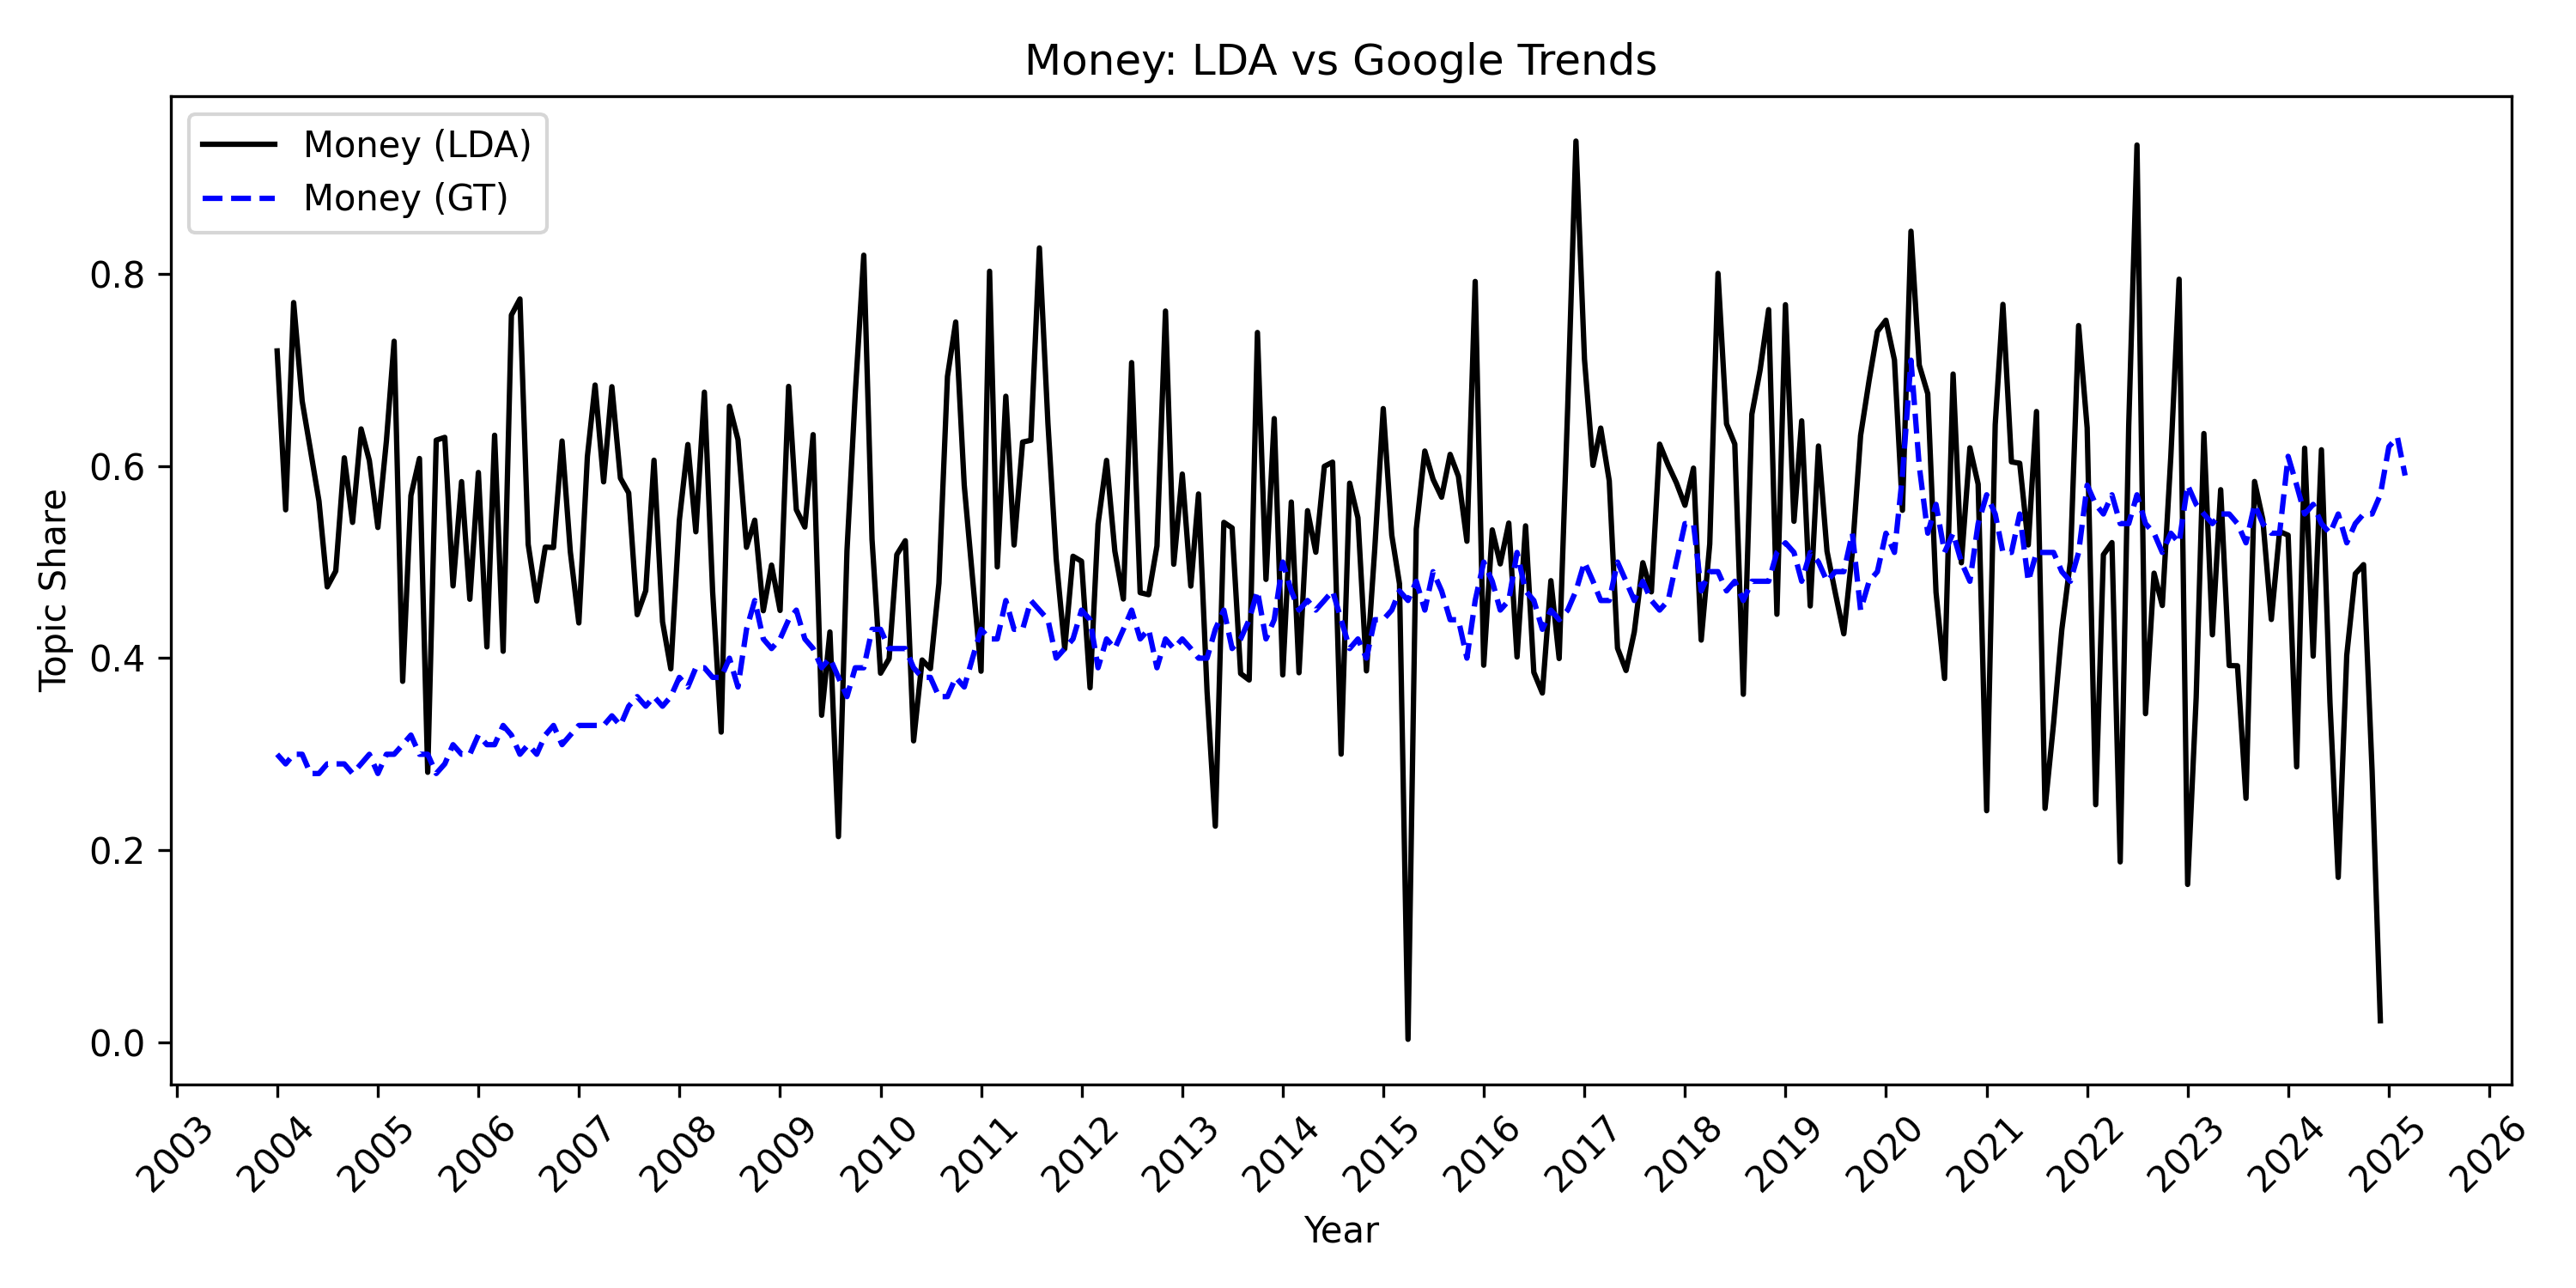 Money: LDA vs Google Trends
Money (LDA)
Money (GT)
Topic Share
0.8
0.6
0.4
0.2
0.0
2003 2004 2005 2006 2007 2008 2009 2010 2011 2012 2013 2014 2015 2016 2017 2018 2019 2020 2021 2022 2023 2024 2025 2026
Year